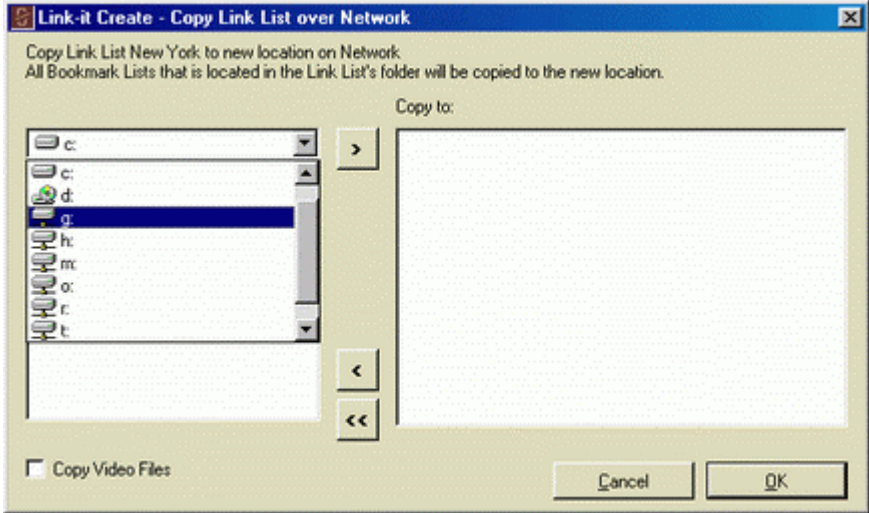 Link-it Create - Copy Link List over Network
Copy Link List New York to new location on Network
All Bookmark Lists that is located in the Link List's folder will be copied to the new location.
Copy to:
c:
>
c:
d:
g:
h:
m:
o:
r:
t:
<
<<
Copy Video Files
Cancel
OK